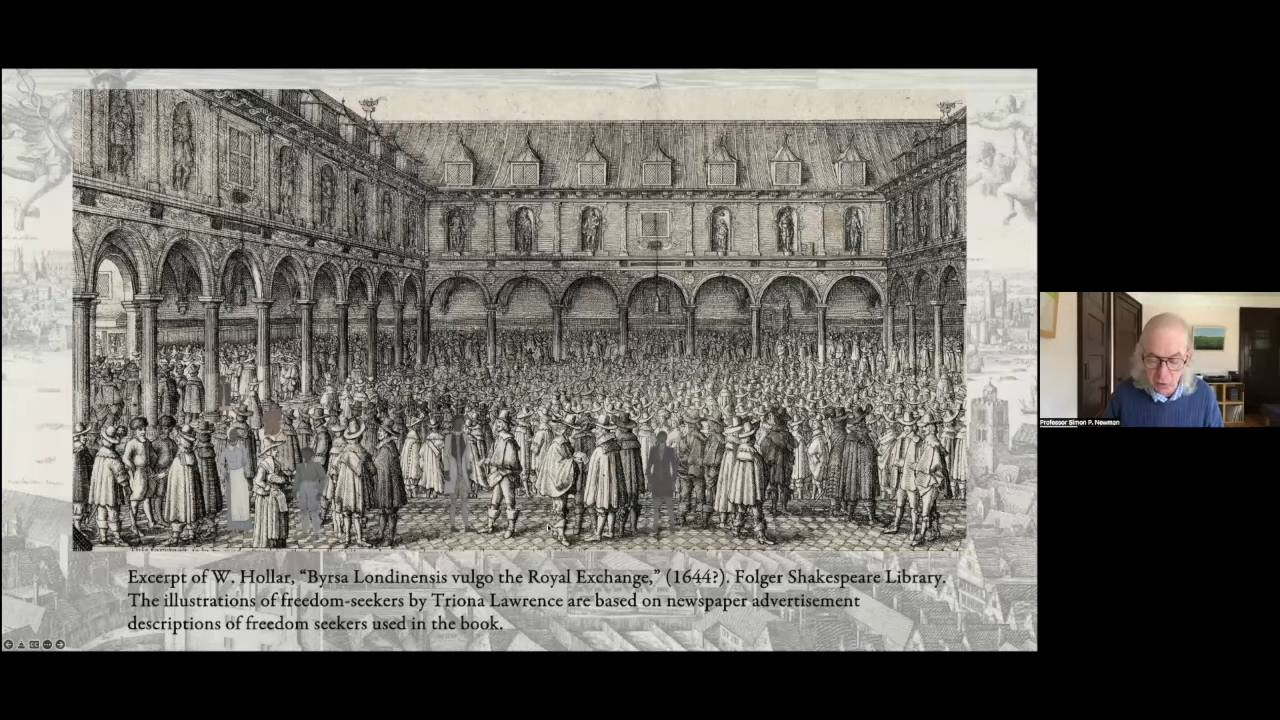 Excerpt of W. Hollar, “Byrsa Londinensis vulgo the Royal Exchange,” (1644?). Folger Shakespeare Library.
The illustrations of freedom-seekers by Triona Lawrence are based on newspaper advertisement
descriptions of freedom seekers used in the book.
Professor Simon P. Newman